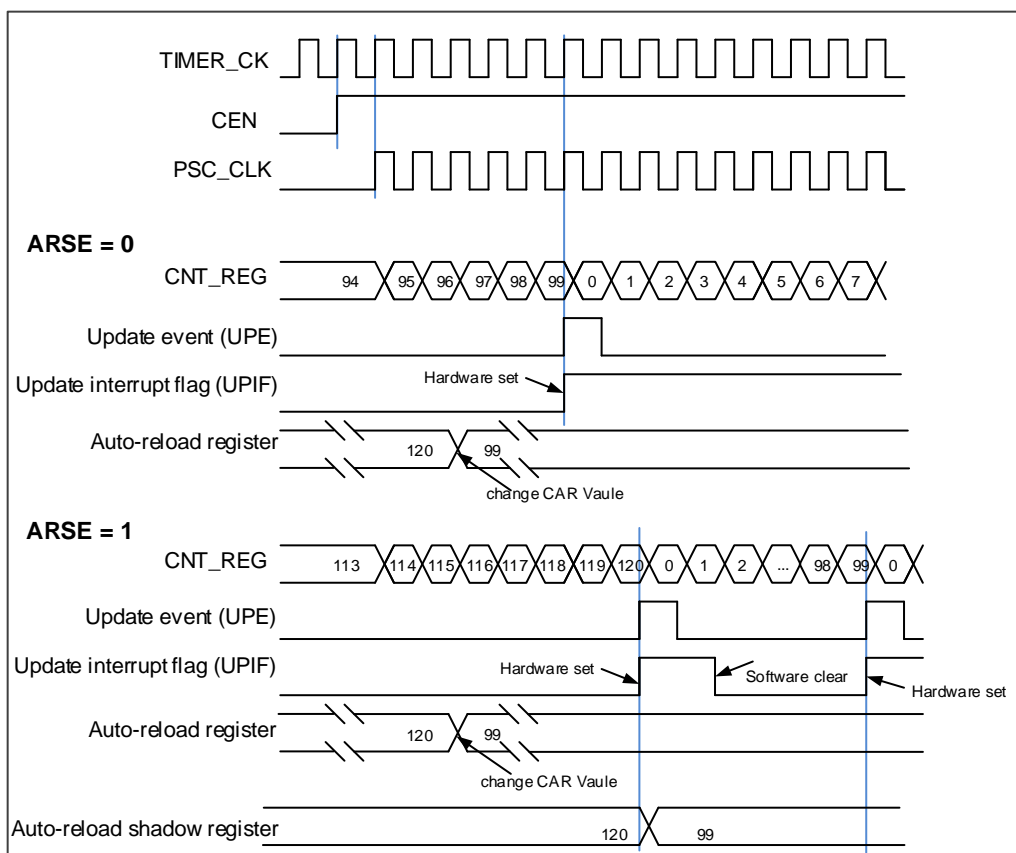 TIMER_CK
CEN
PSC_CLK
ARSE = 0
CNT_REG 94 95 96 97 98 99 0 1 2 3 4 5 6 7
Update event (UPE)
Update interrupt flag (UPIF) Hardware set
Auto-reload register 120 99
change CAR Vaule
ARSE = 1
CNT_REG 113 114 115 116 117 118 119 120 0 1 2 ... 98 99 0
Update event (UPE)
Update interrupt flag (UPIF) Hardware set Software clear Hardware set
Auto-reload register 120 99
change CAR Vaule
Auto-reload shadow register 120 99